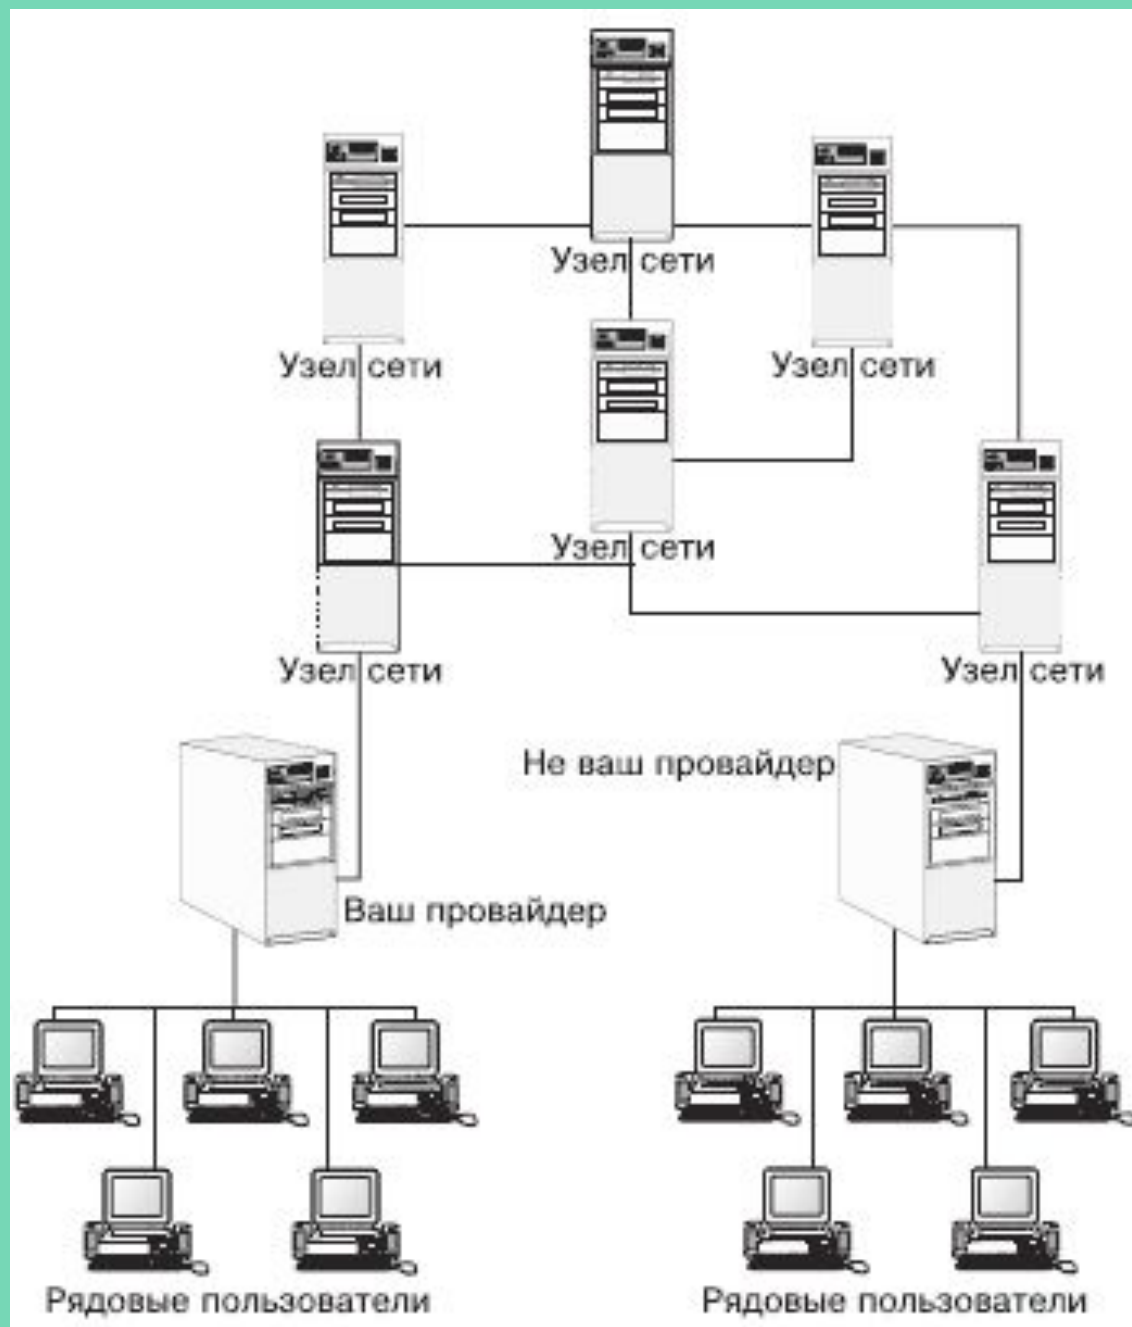 Узел сети
Узел сети
Узел сети
Узел сети
Узел сети
Узел сети
Не ваш провайдер
Ваш провайдер
Рядовые пользователи
Рядовые пользователи